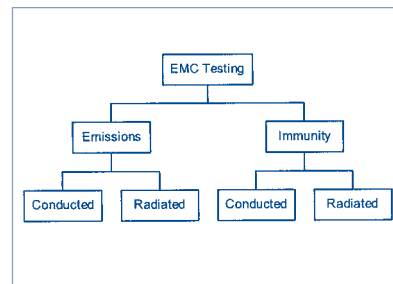 EMC Testing
Emissions
Immunity
Conducted
Radiated
Conducted
Radiated